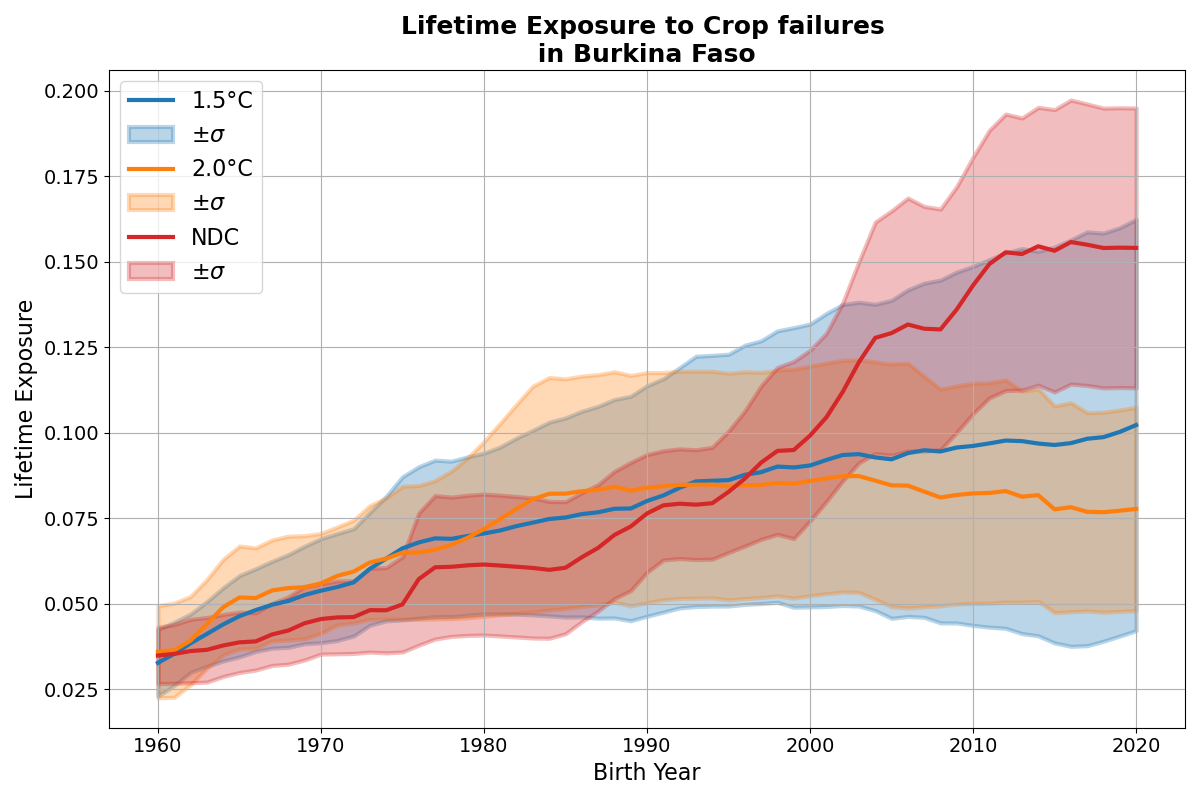 Lifetime Exposure to Crop failures
in Burkina Faso
1.5°C
±σ
2.0°C
±σ
NDC
±σ
0.200
0.175
0.150
0.125
0.100
0.075
0.050
0.025
Lifetime Exposure
1960 1970 1980 1990 2000 2010 2020
Birth Year